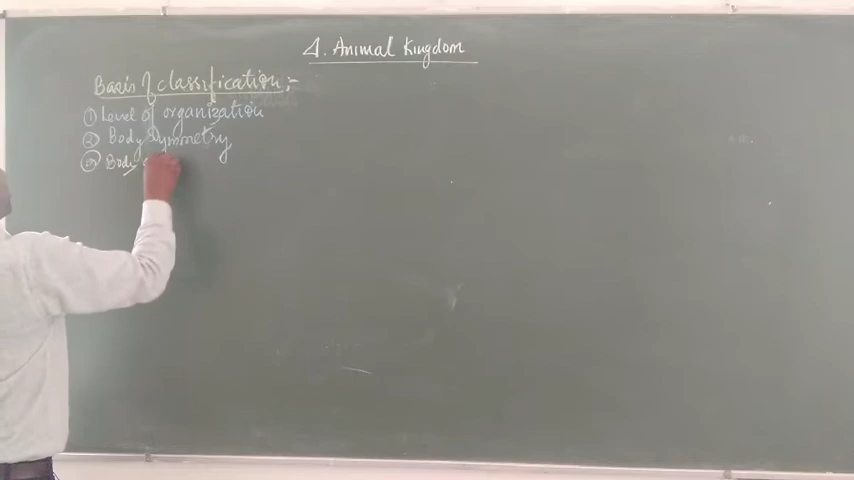 4. Animal Kingdom
Basis of classification :-
① Level of organization
② Body Symmetry
③ Body